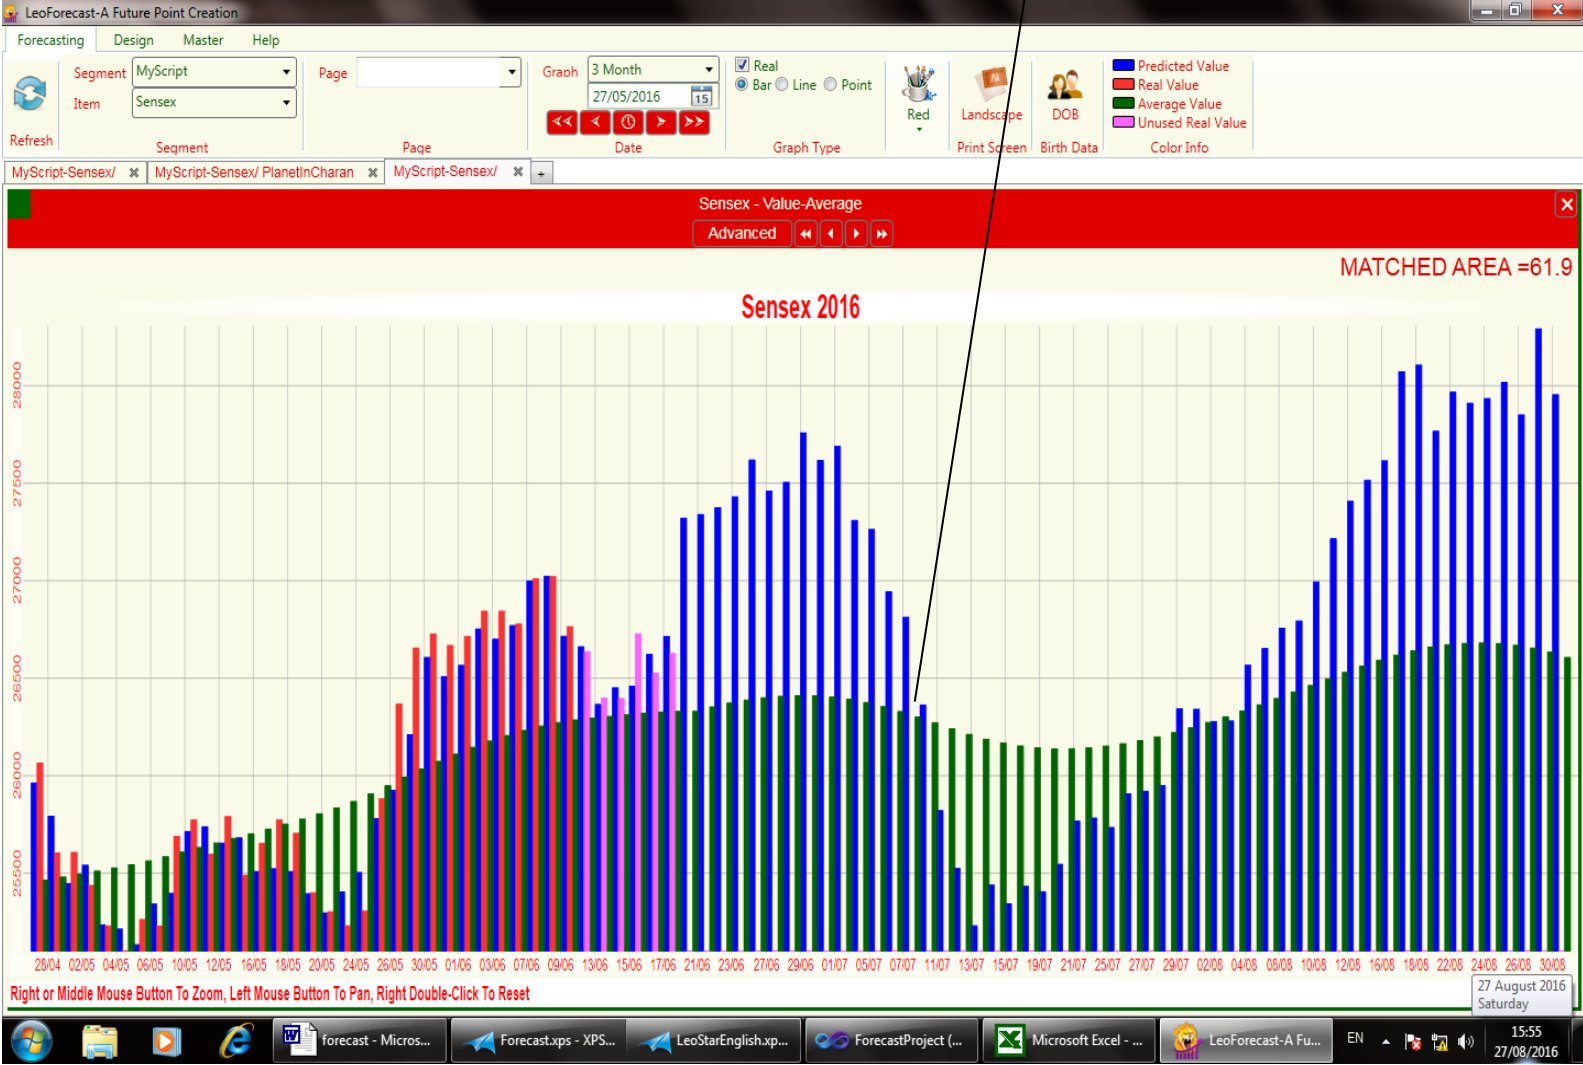 LeoForecast-A Future Point Creation
Forecasting Design Master Help
Segment MyScript
Item Sensex
Refresh
Segment
Page
Page
Graph 3 Month
27/05/2016 15
Date
Real
Bar Line Point
Graph Type
Red
Landscape
Print Screen
DOB
Birth Data
Predicted Value
Real Value
Average Value
Unused Real Value
Color Info
MyScript-Sensex/ MyScript-Sensex/ PlanetInCharan MyScript-Sensex/ +
Sensex - Value-Average
Advanced
MATCHED AREA =61.9
Sensex 2016
28000
27500
27000
26500
26000
25500
28/04 02/05 04/05 06/05 10/05 12/05 16/05 18/05 20/05 24/05 26/05 30/05 01/06 03/06 07/06 09/06 13/06 15/06 17/06 21/06 23/06 27/06 29/06 01/07 05/07 07/07 11/07 13/07 15/07 19/07 21/07 25/07 27/07 29/07 02/08 04/08 08/08 10/08 12/08 16/08 18/08 22/08 24/08 26/08 30/08
Right or Middle Mouse Button To Zoom, Left Mouse Button To Pan, Right Double-Click To Reset
27 August 2016
Saturday
forecast - Micros... Forecast.xps - XPS... LeoStarEnglish.xp... ForecastProject (... Microsoft Excel - ... LeoForecast-A Fu... EN
15:55
27/08/2016